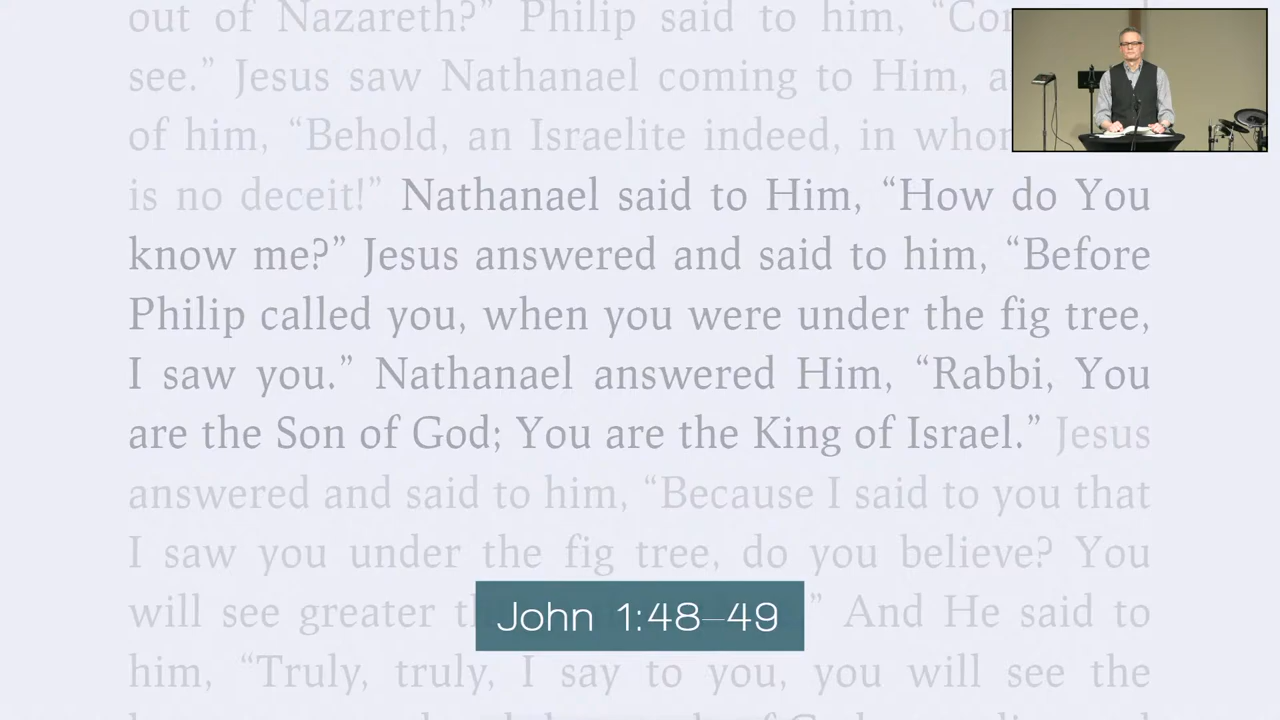 out of Nazareth?” Philip said to him, “Co
see.” Jesus saw Nathanael coming to Him, a
of him, “Behold, an Israelite indeed, in who
is no deceit!” Nathanael said to Him, “How do You
know me?” Jesus answered and said to him, “Before
Philip called you, when you were under the fig tree,
I saw you.” Nathanael answered Him, “Rabbi, You
are the Son of God; You are the King of Israel.” Jesus
answered and said to him, “Because I said to you that
I saw you under the fig tree, do you believe? You
will see greater ” And He said to
John 1:48–49
him, “Truly, truly, I say to you, you will see the